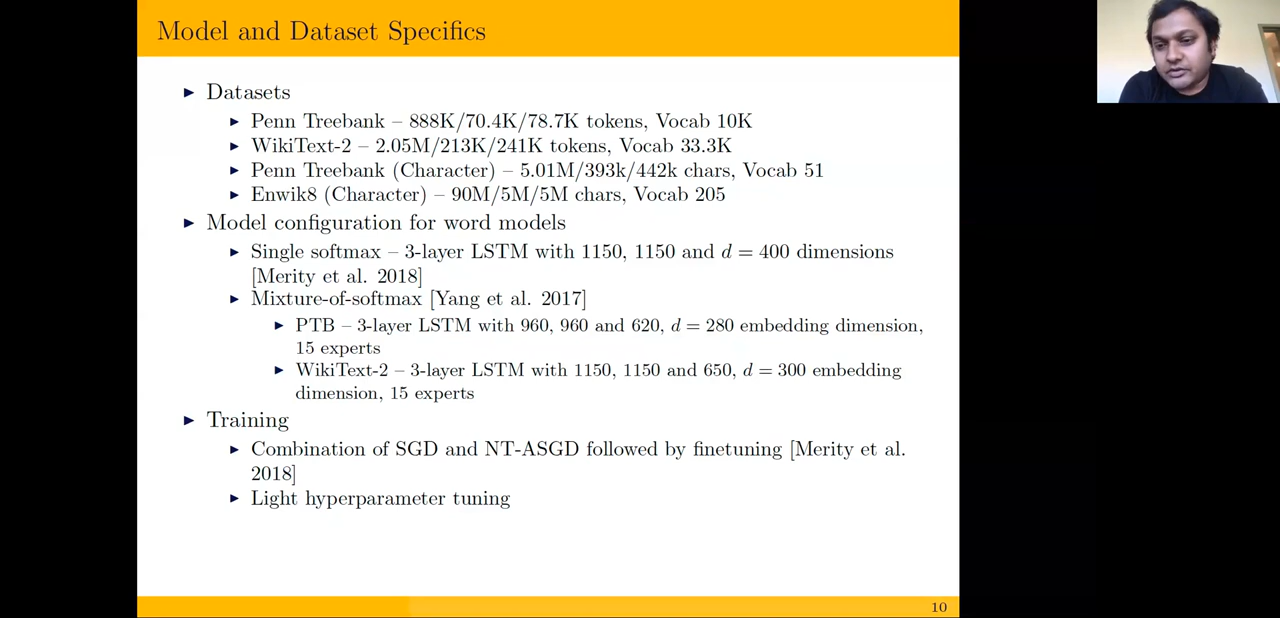 Model and Dataset Specifics
▶ Datasets
▶ Penn Treebank – 888K/70.4K/78.7K tokens, Vocab 10K
▶ WikiText-2 – 2.05M/213K/241K tokens, Vocab 33.3K
▶ Penn Treebank (Character) – 5.01M/393k/442k chars, Vocab 51
▶ Enwik8 (Character) – 90M/5M/5M chars, Vocab 205
▶ Model configuration for word models
▶ Single softmax – 3-layer LSTM with 1150, 1150 and d = 400 dimensions
[Merity et al. 2018]
▶ Mixture-of-softmax [Yang et al. 2017]
▶ PTB – 3-layer LSTM with 960, 960 and 620, d = 280 embedding dimension,
15 experts
▶ WikiText-2 – 3-layer LSTM with 1150, 1150 and 650, d = 300 embedding
dimension, 15 experts
▶ Training
▶ Combination of SGD and NT-ASGD followed by finetuning [Merity et al.
2018]
▶ Light hyperparameter tuning
10